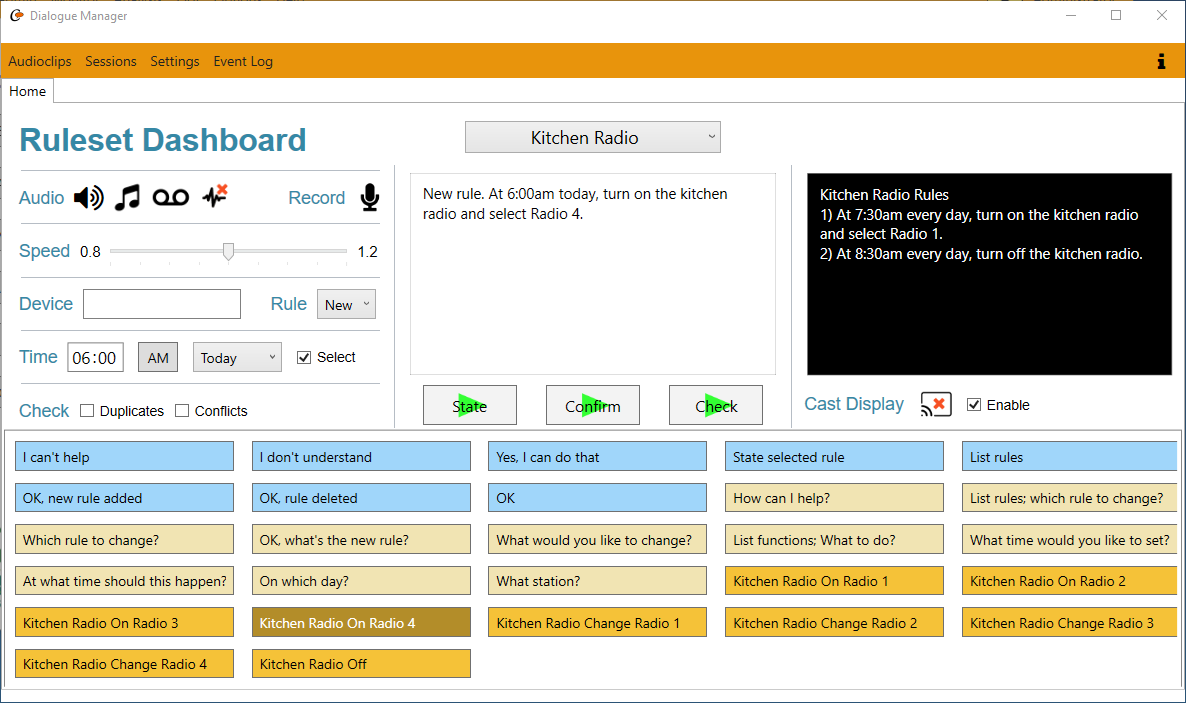 Dialogue Manager
Audioclips Sessions Settings Event Log
Home
Ruleset Dashboard
Kitchen Radio
Audio Record
Speed 0.8 1.2
Device Rule New
Time 06:00 AM Today Select
Check Duplicates Conflicts
New rule. At 6:00am today, turn on the kitchen
radio and select Radio 4.
State Confirm Check
Kitchen Radio Rules
1) At 7:30am every day, turn on the kitchen radio
and select Radio 1.
2) At 8:30am every day, turn off the kitchen radio.
Cast Display Enable
I can't help I don't understand Yes, I can do that State selected rule List rules
OK, new rule added OK, rule deleted OK How can I help? List rules; which rule to change?
Which rule to change? OK, what's the new rule? What would you like to change? List functions; What to do? What time would you like to set?
At what time should this happen? On which day? What station? Kitchen Radio On Radio 1 Kitchen Radio On Radio 2
Kitchen Radio On Radio 3 Kitchen Radio On Radio 4 Kitchen Radio Change Radio 1 Kitchen Radio Change Radio 2 Kitchen Radio Change Radio 3
Kitchen Radio Change Radio 4 Kitchen Radio Off